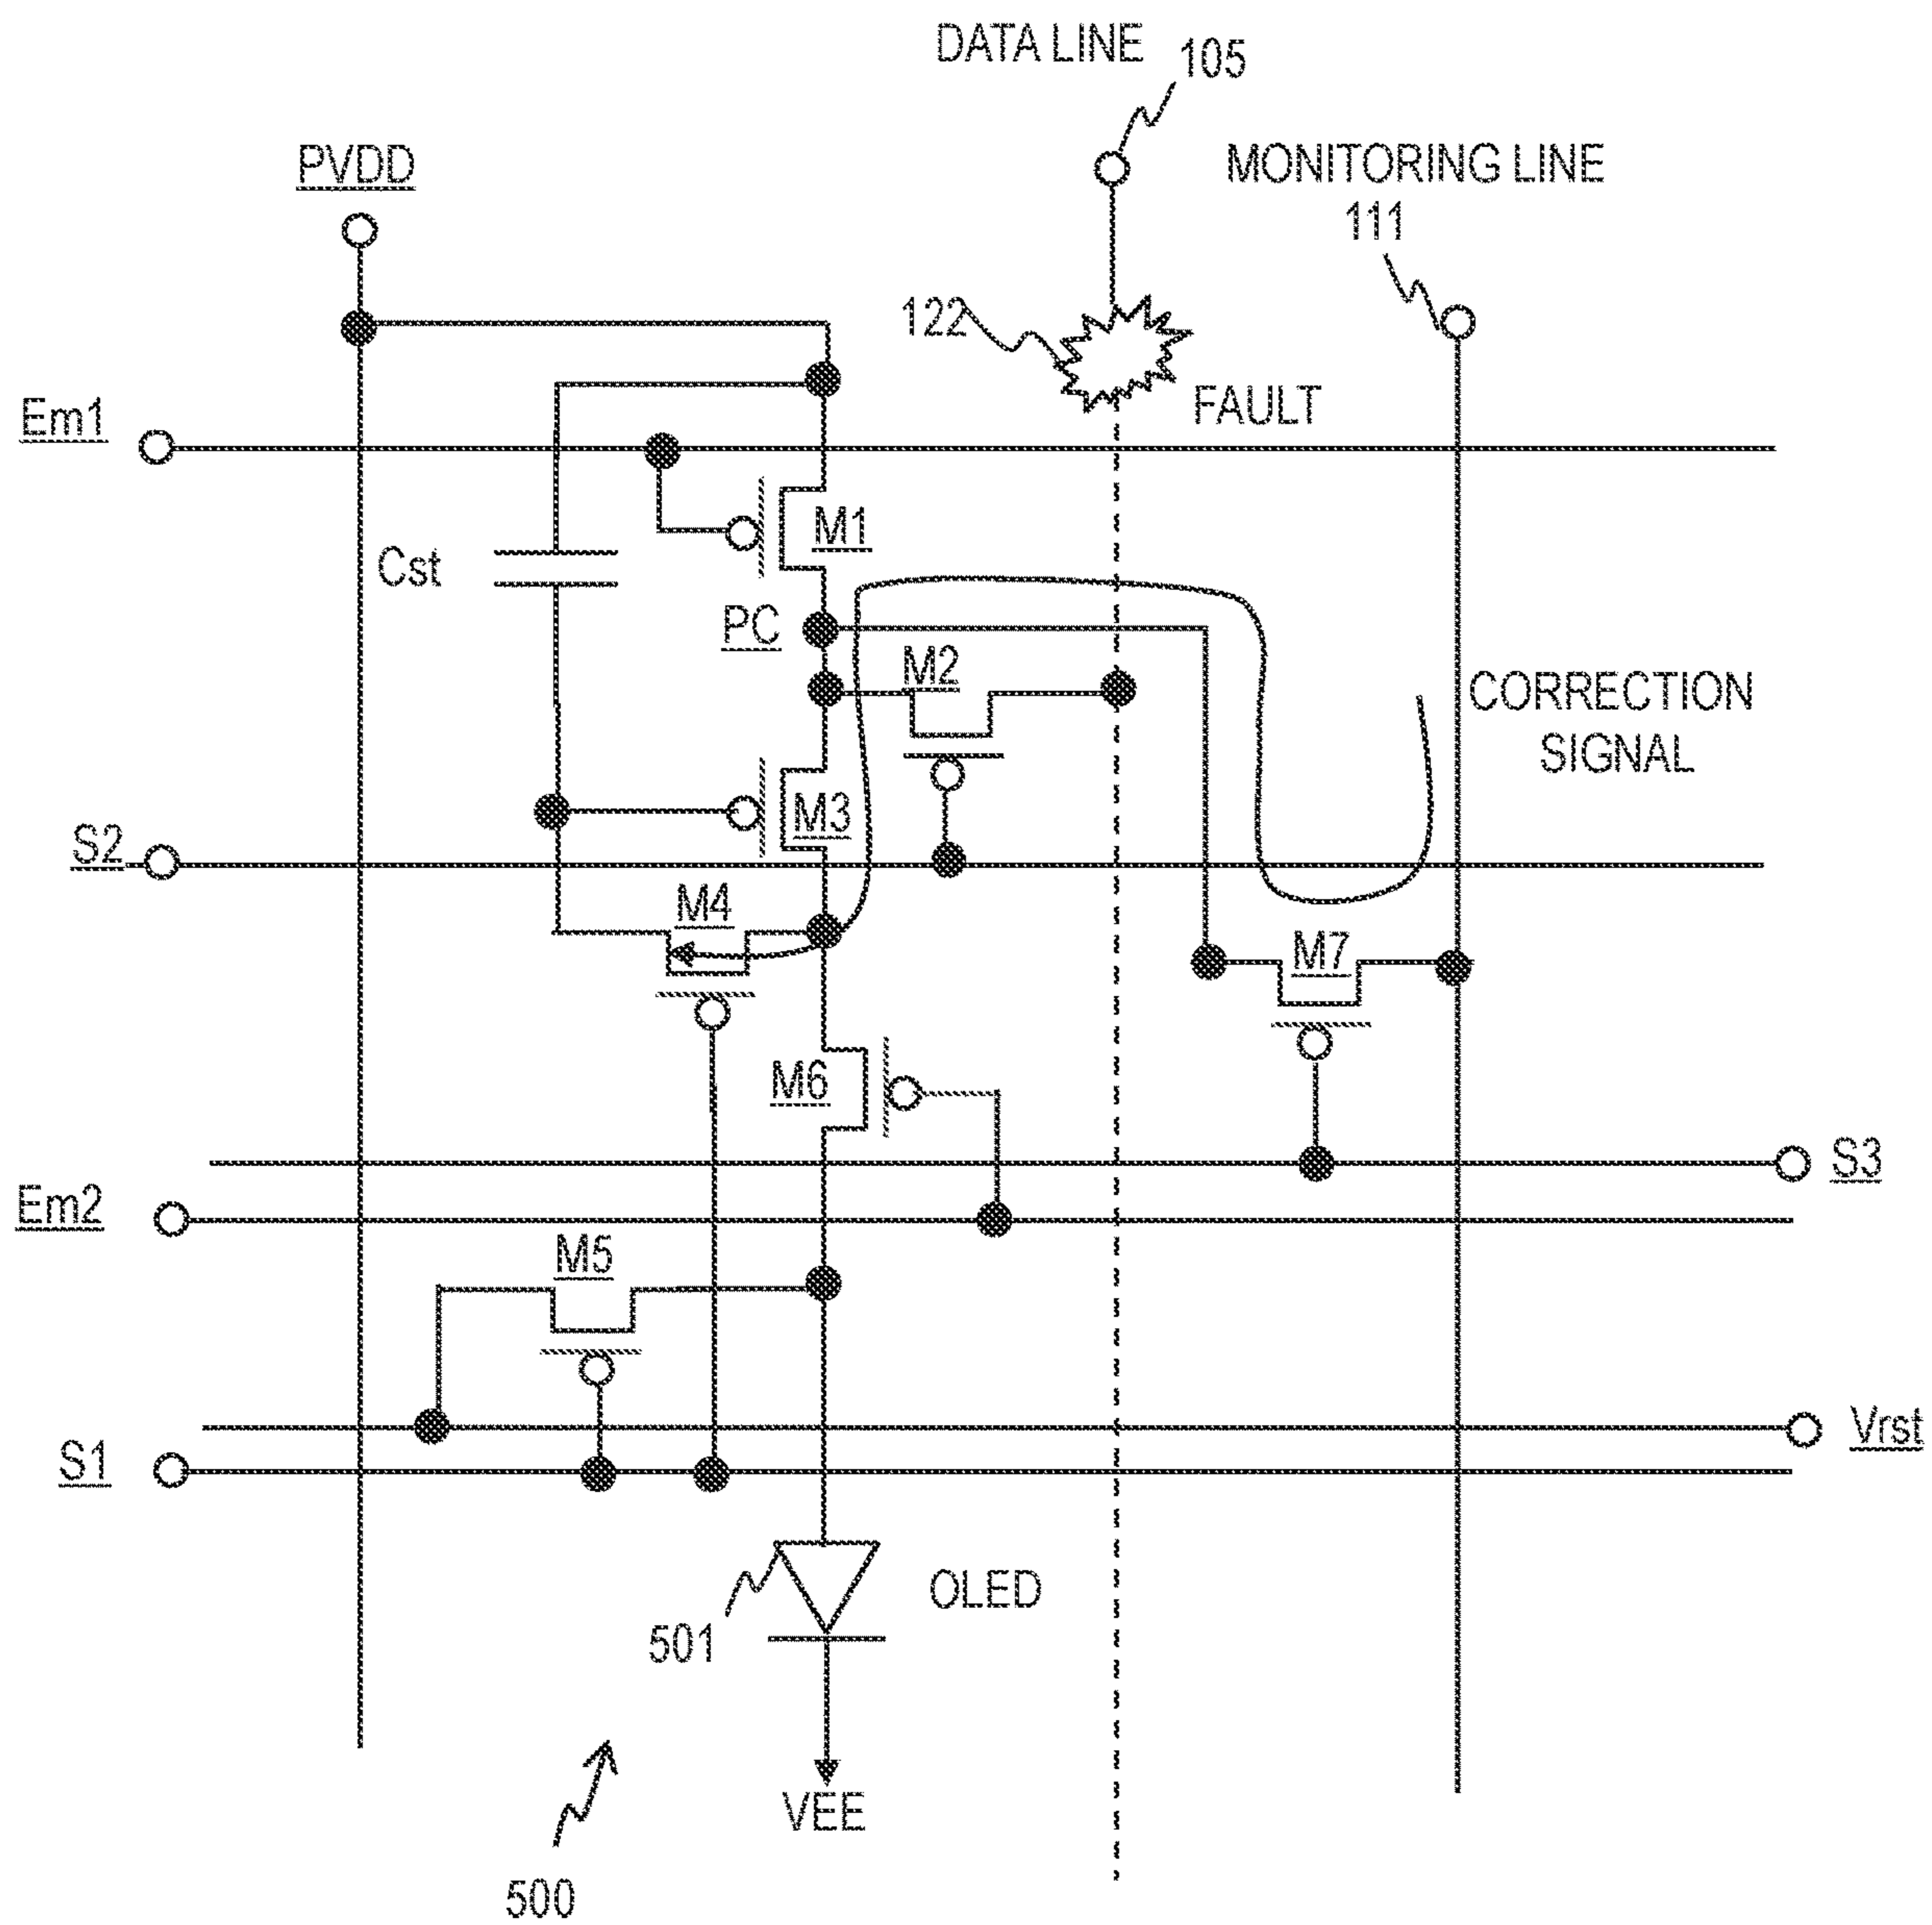 DATA LINE
105
PVDD
MONITORING LINE
111
122
FAULT
Em1
M1
Cst
PC
M2
CORRECTION
SIGNAL
M3
S2
M4
M7
M6
S3
Em2
M5
Vrst
S1
OLED
501
VEE
500